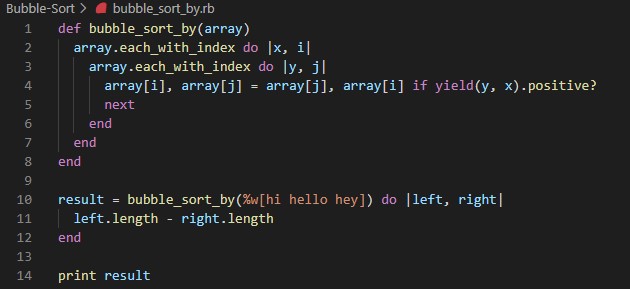 Bubble-Sort > bubble_sort_by.rb
1 def bubble_sort_by(array)
2   array.each_with_index do |x, i|
3     array.each_with_index do |y, j|
4       array[i], array[j] = array[j], array[i] if yield(y, x).positive?
5       next
6     end
7   end
8 end
9
10 result = bubble_sort_by(%w[hi hello hey]) do |left, right|
11   left.length - right.length
12 end
13
14 print result